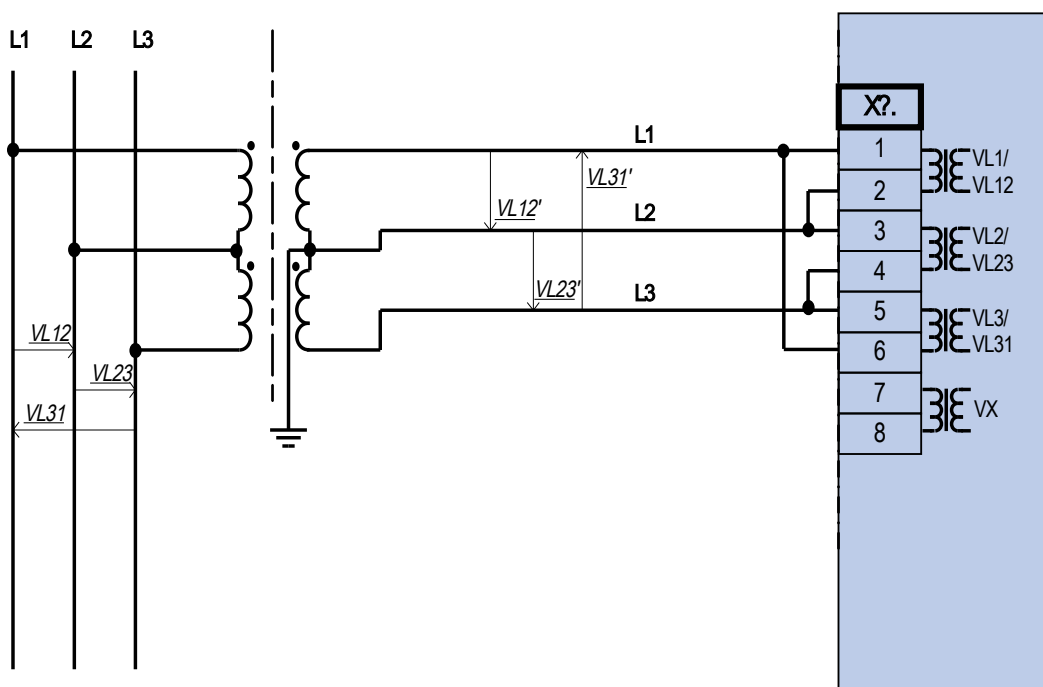 L1 L2 L3
X?.
L1
1
VL1/
VL12
2
VL31'
VL12'
L2
3
VL2/
VL23
4
VL23'
L3
5
VL3/
VL31
6
VL12
VL23
7
VX
VL31
8